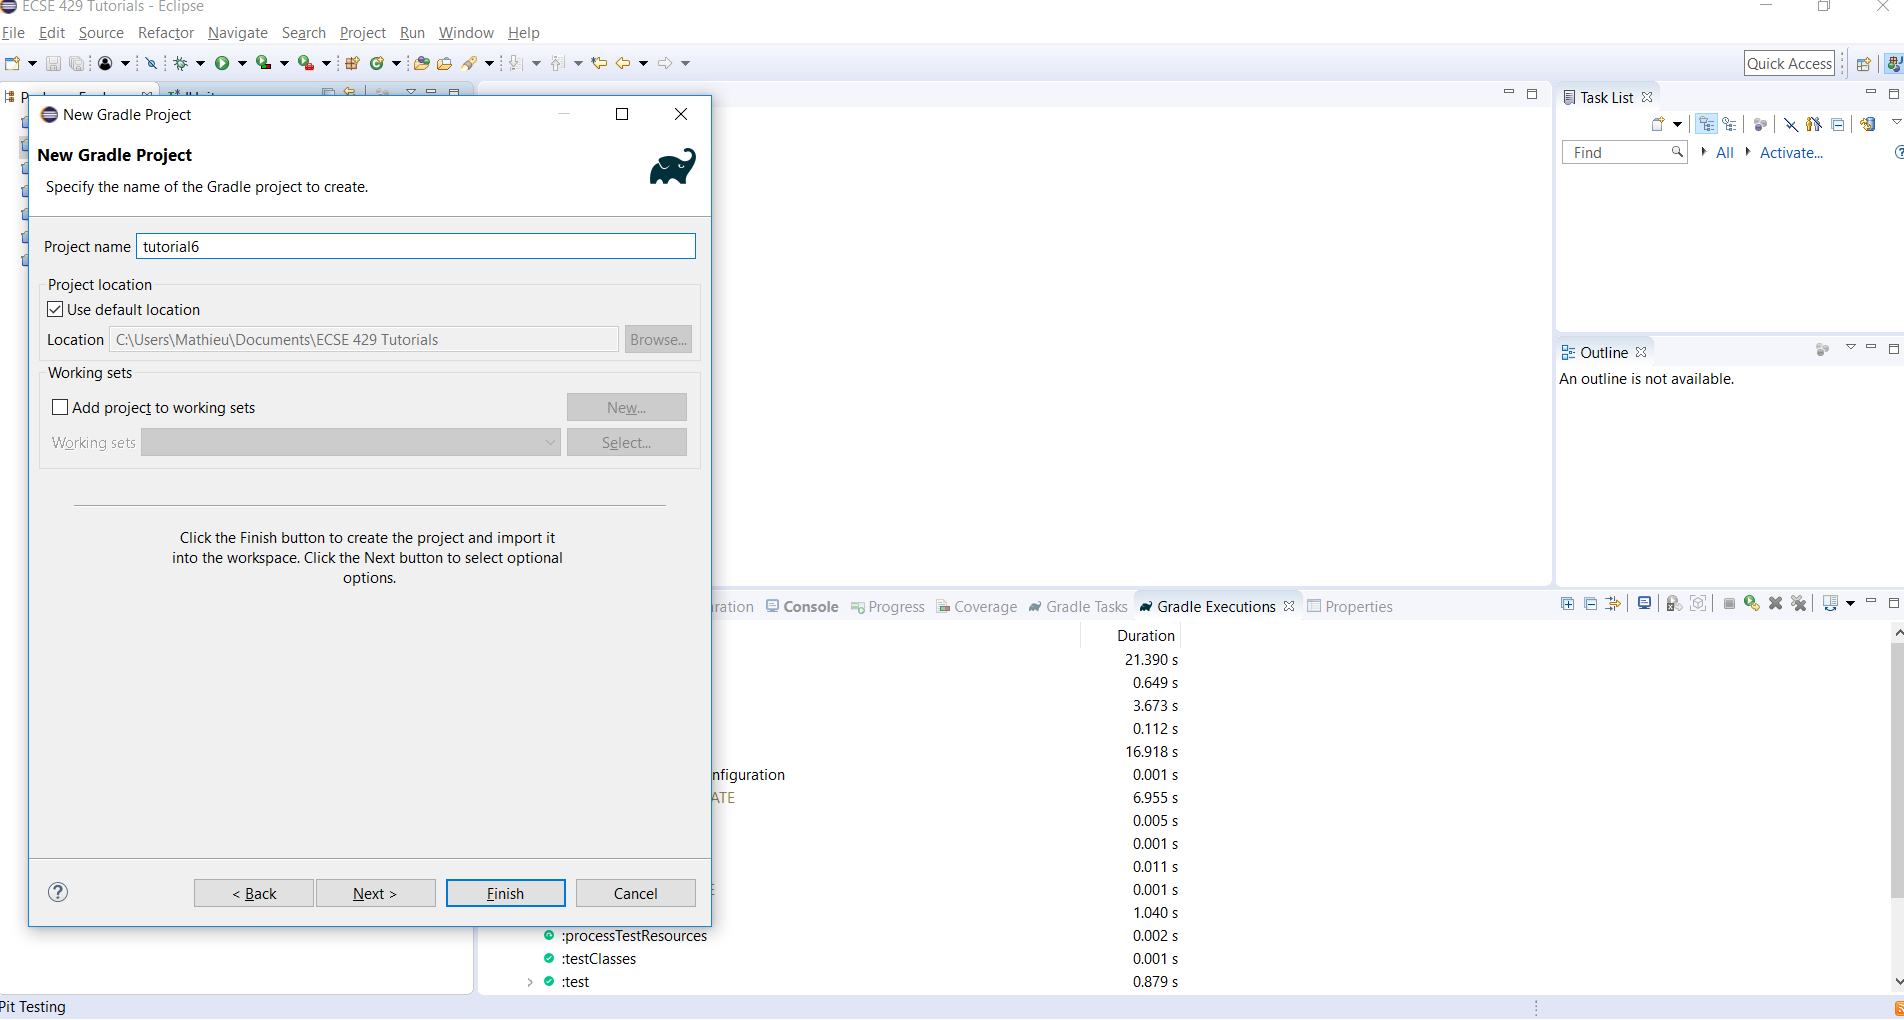 ECSE 429 Tutorials - Eclipse
File Edit Source Refactor Navigate Search Project Run Window Help
Quick Access
New Gradle Project
New Gradle Project
Specify the name of the Gradle project to create.
Project name tutorial6
Project location
Use default location
Location C:\Users\Mathieu\Documents\ECSE 429 Tutorials Browse...
Working sets
Add project to working sets New...
Working sets Select...
Click the Finish button to create the project and import it
into the workspace. Click the Next button to select optional
options.
< Back Next > Finish Cancel
Task List
Find All Activate...
Outline
An outline is not available.
Console Progress Coverage Gradle Tasks Gradle Executions Properties
Duration
21.390 s
0.649 s
3.673 s
0.112 s
16.918 s
nfiguration 0.001 s
ATE 6.955 s
0.005 s
0.001 s
0.011 s
E 0.001 s
1.040 s
:processTestResources 0.002 s
:testClasses 0.001 s
:test 0.879 s
Pit Testing